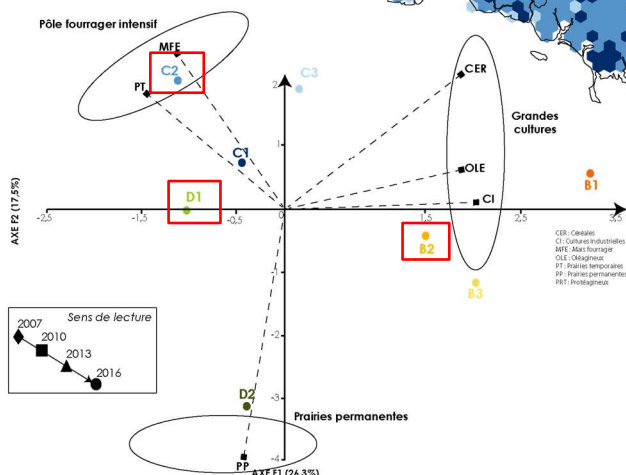 Pôle fourrager intensif
MFE
C2
PT
C3
2
CER
Grandes
cultures
C1
1
OLE
B1
D1
CI
-2,5
-1,5
-0,5
0
1,5
2,5
3,5
AXE F2 (17,5%)
B2
-1
B3
CER : Céréales
CI : Cultures industrielles
MFE : Maïs fourrager
OLE : Oléagineux
PT : Prairies temporaires
PP : Prairies permanentes
PRT : Protéagineux
-2
Sens de lecture
2007
2010
2013
2016
-3
D2
Prairies permanentes
-4
PP
AXE F1 (26,3%)